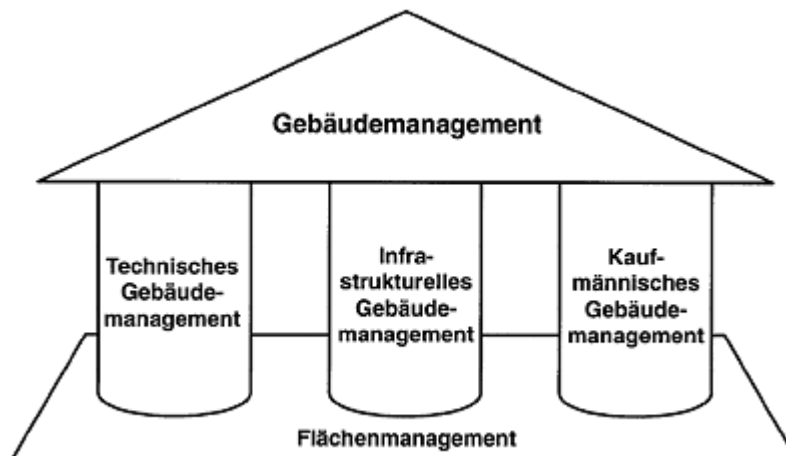 Gebäudemanagement
Technisches
Gebäude-
management
Infra-
strukturelles
Gebäude-
management
Kauf-
männisches
Gebäude-
management
Flächenmanagement